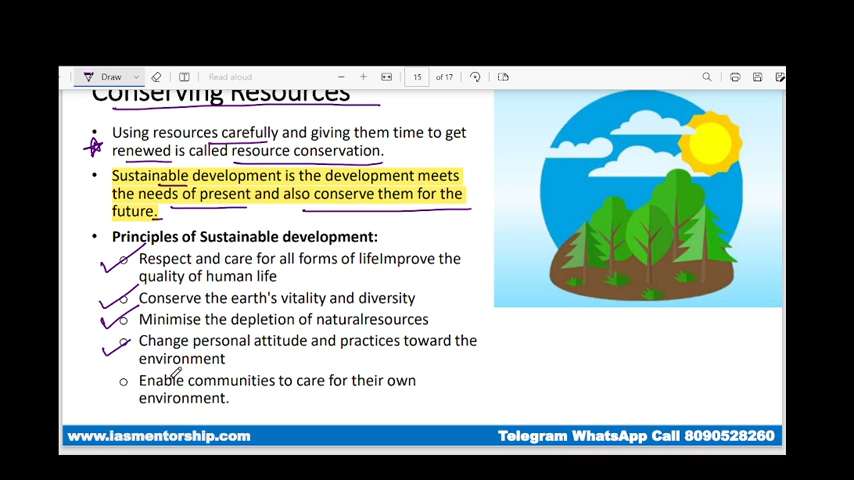 Draw
Read aloud
15 of 17
Conserving Resources
• Using resources carefully and giving them time to get
renewed is called resource conservation.
• Sustainable development is the development meets
the needs of present and also conserve them for the
future.
• Principles of Sustainable development:
o Respect and care for all forms of lifeImprove the
quality of human life
o Conserve the earth's vitality and diversity
o Minimise the depletion of naturalresources
o Change personal attitude and practices toward the
environment
o Enable communities to care for their own
environment.
www.iasmentorship.com
Telegram WhatsApp Call 8090528260